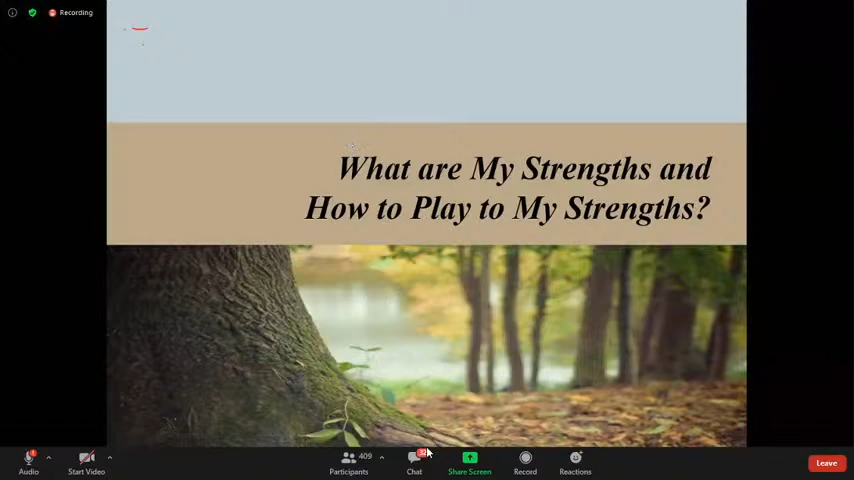 Recording
What are My Strengths and
How to Play to My Strengths?
409
Audio
Start Video
Participants
Chat
Share Screen
Record
Reactions
Leave